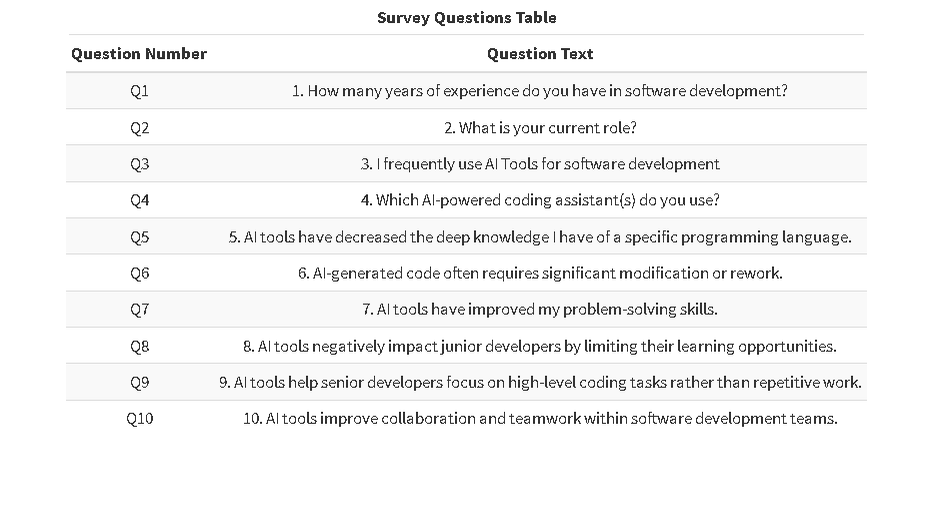 Survey Questions Table
Question Number Question Text
Q1 1. How many years of experience do you have in software development?
Q2 2. What is your current role?
Q3 3. I frequently use AI Tools for software development
Q4 4. Which AI-powered coding assistant(s) do you use?
Q5 5. AI tools have decreased the deep knowledge I have of a specific programming language.
Q6 6. AI-generated code often requires significant modification or rework.
Q7 7. AI tools have improved my problem-solving skills.
Q8 8. AI tools negatively impact junior developers by limiting their learning opportunities.
Q9 9. AI tools help senior developers focus on high-level coding tasks rather than repetitive work.
Q10 10. AI tools improve collaboration and teamwork within software development teams.